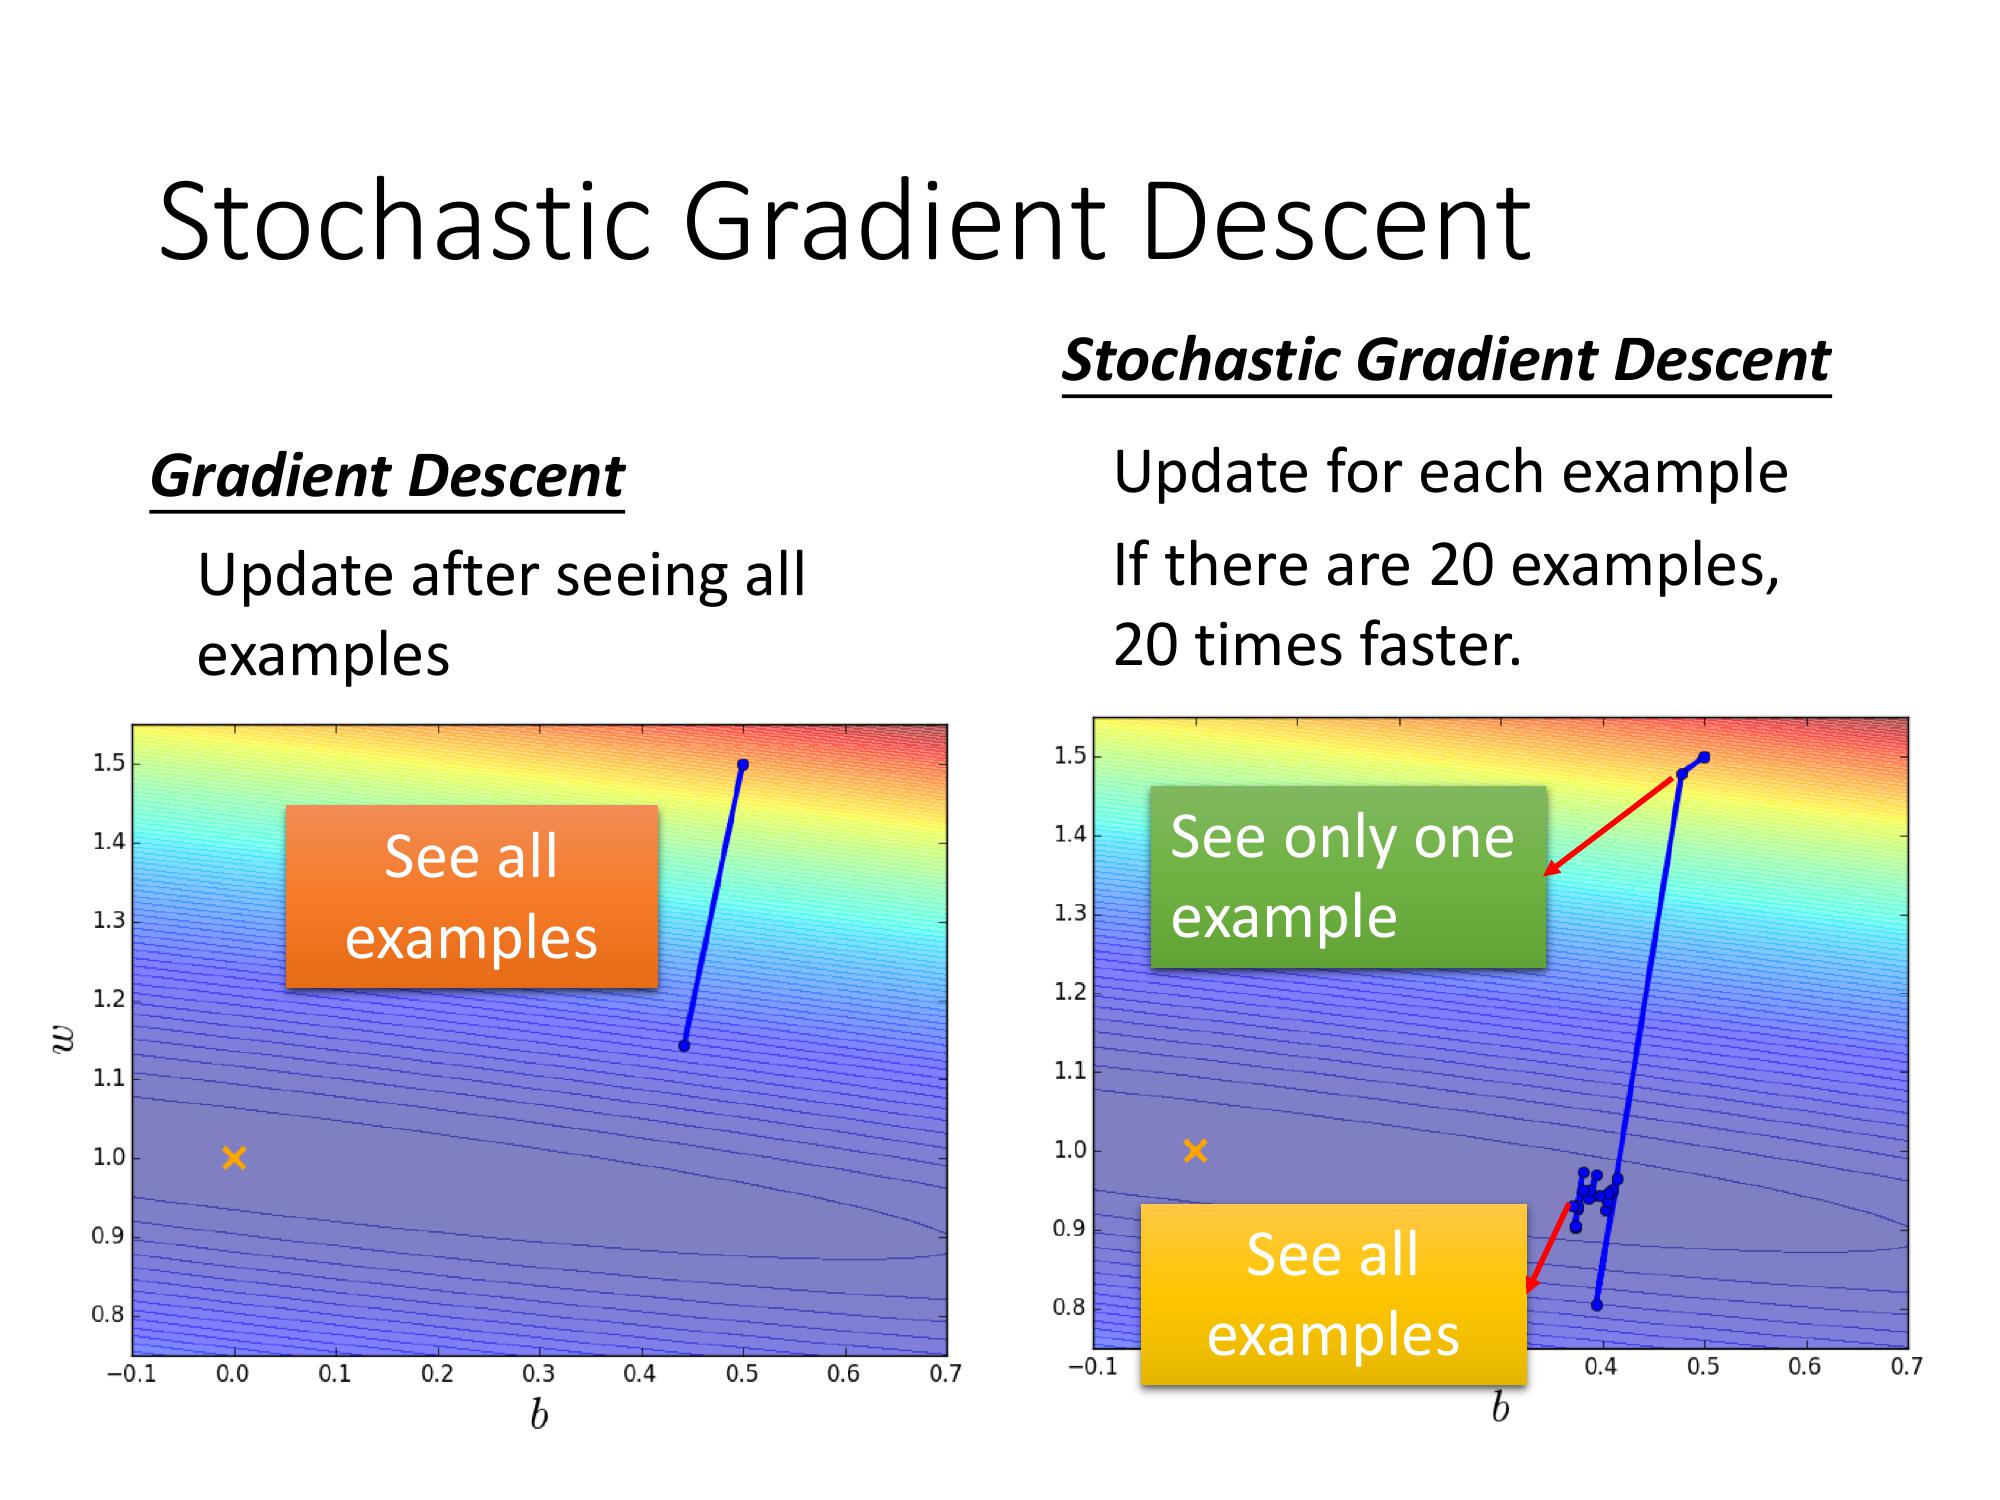 Stochastic Gradient Descent
Gradient Descent
Update after seeing all
examples
Stochastic Gradient Descent
Update for each example
If there are 20 examples,
20 times faster.
See all
examples
1.5
1.4
1.3
1.2
1.1
1.0
0.9
0.8
w
−0.1 0.0 0.1 0.2 0.3 0.4 0.5 0.6 0.7
b
See only one
example
See all
examples
1.5
1.4
1.3
1.2
1.1
1.0
0.9
0.8
−0.1 0.4 0.5 0.6 0.7
b